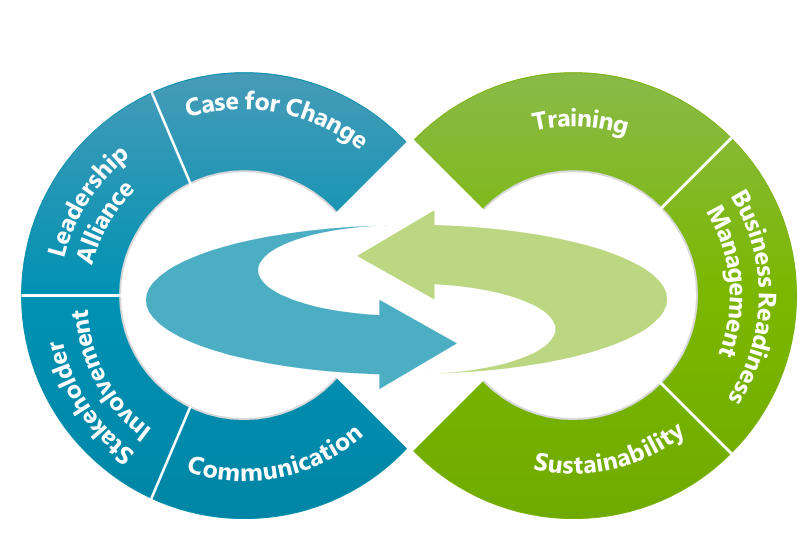 Case for Change
Leadership
Alliance
Stakeholder
Involvement
Communication
Training
Business Readiness
Management
Sustainability